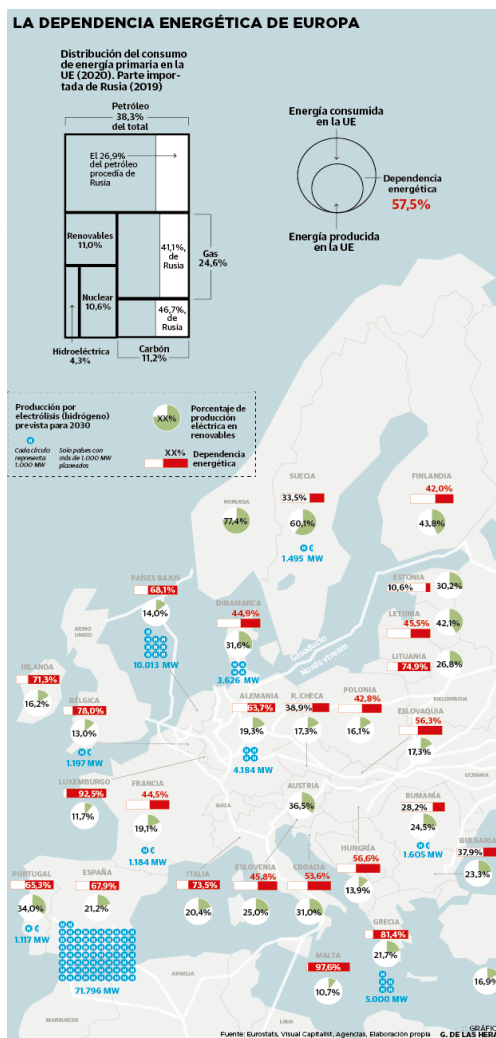 LA DEPENDENCIA ENERGÉTICA DE EUROPA
Distribución del consumo
de energía primaria en la
UE (2020). Parte impor-
tada de Rusia (2019)
Petróleo
38,3%
del total
El 26,9%
del petróleo
procedía de
Rusia
Renovables
11,0%
41,1%,
de
Rusia
Gas
24,6%
Nuclear
10,6%
46,7%,
de
Rusia
Hidroeléctrica
4,3%
Carbón
11,2%
Energía consumida
en la UE
Dependencia
energética
57,5%
Energía producida
en la UE
Producción por
electrólisis (hidrógeno)
prevista para 2030
Cada círculo
representa
1.000 MW
Solo países con
más de 1.000 MW
planeados
XX%
Porcentaje de
producción
eléctrica en
renovables
XX%
Dependencia
energética
NORUEGA
77,4%
SUECIA
33,5%
60,1%
1.495 MW
FINLANDIA
42,0%
43,8%
ESTONIA
10,6%
30,2%
LETONIA
45,5%
42,1%
LITUANIA
74,9%
26,8%
PAÍSES BAJOS
68,1%
14,0%
10.013 MW
DINAMARCA
44,9%
31,6%
3.626 MW
Gasoducto
Nords streams
REINO
UNIDO
IRLANDA
71,3%
16,2%
BÉLGICA
78,0%
13,0%
1.197 MW
ALEMANIA
63,7%
19,3%
4.184 MW
R. CHECA
38,9%
17,3%
POLONIA
42,8%
16,1%
BIELORRUSIA
ESLOVAQUIA
56,3%
17,3%
UCRANIA
LUXEMBURGO
92,5%
11,7%
FRANCIA
44,5%
19,1%
1.184 MW
SUIZA
AUSTRIA
36,5%
RUMANÍA
28,2%
24,5%
1.605 MW
HUNGRÍA
56,6%
13,9%
BULGARIA
37,9%
23,3%
PORTUGAL
65,3%
34,0%
1.117 MW
ESPAÑA
67,9%
21,2%
71.796 MW
ITALIA
73,5%
20,4%
ESLOVENIA
45,8%
25,0%
CROACIA
53,6%
31,0%
GRECIA
81,4%
21,7%
5.000 MW
MALTA
97,6%
10,7%
16,9%
ARGELIA
MARRUECOS
LIBIA
GRÁFIC
Fuente: Eurostats, Visual Capitalist, Agencias, Elaboración propia
G. DE LAS HERA